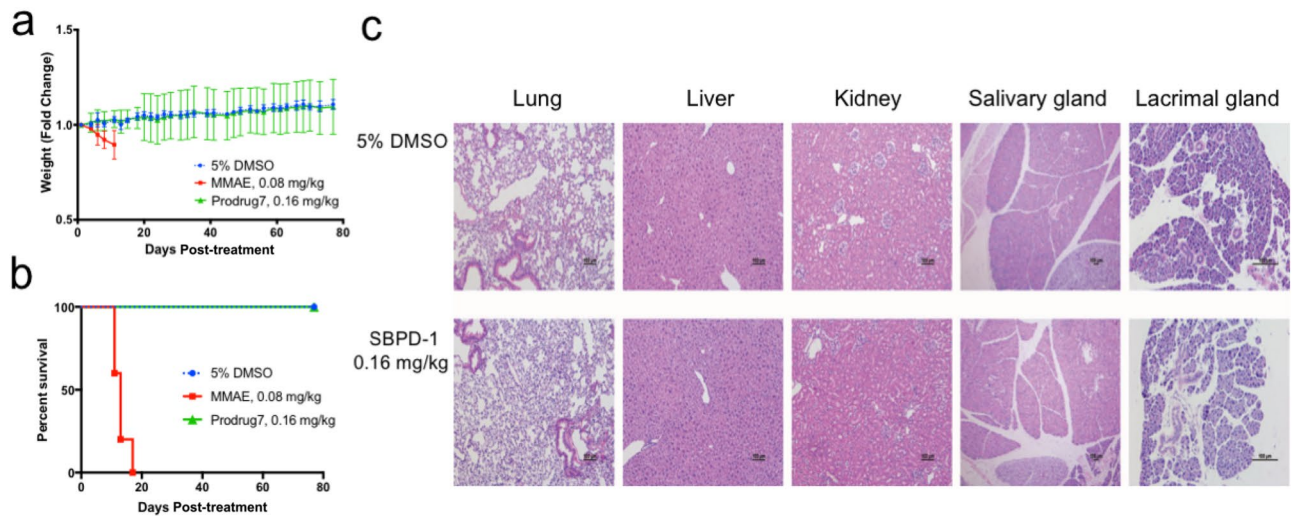 a
1.5
1.0
0.5
Weight (Fold Change)
5% DMSO
MMAE, 0.08 mg/kg
Prodrug7, 0.16 mg/kg
0 20 40 60 80
Days Post-treatment
b
100
50
0
Percent survival
5% DMSO
MMAE, 0.08 mg/kg
Prodrug7, 0.16 mg/kg
0 20 40 60 80
Days Post-treatment
c
Lung Liver Kidney Salivary gland Lacrimal gland
5% DMSO
SBPD-1
0.16 mg/kg